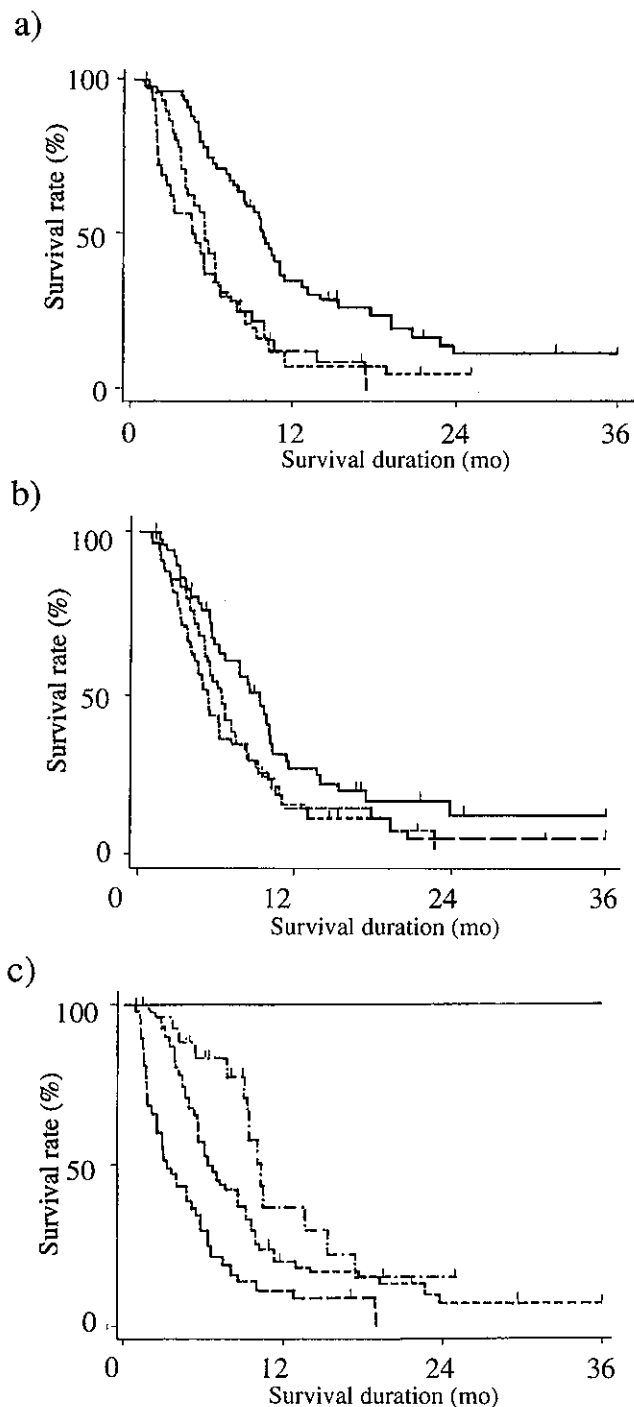 a)
100
50
0
Survival rate (%)
0 12 24 36
Survival duration (mo)
b)
100
50
0
Survival rate (%)
0 12 24 36
Survival duration (mo)
c)
100
50
0
Survival rate (%)
0 12 24 36
Survival duration (mo)